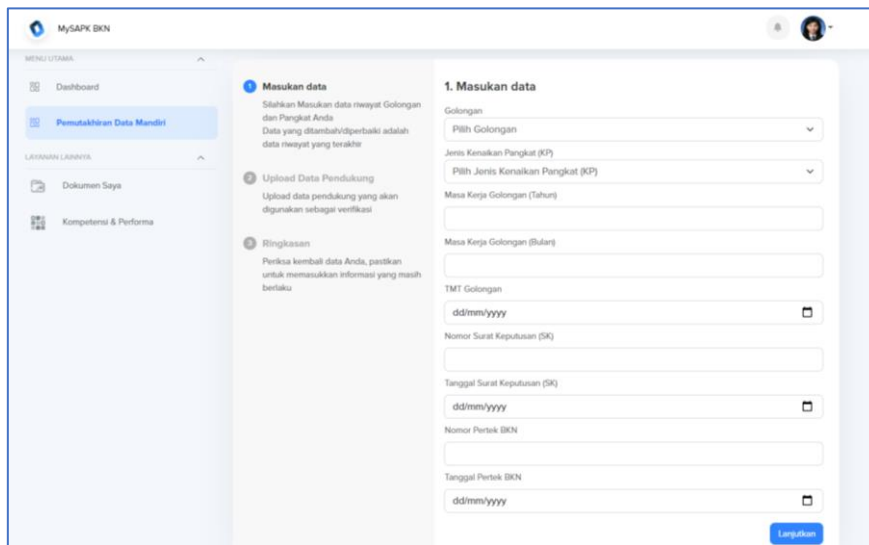 MySAPK BKN
MENU UTAMA
Dashboard
Pemutakhiran Data Mandiri
LAYANAN LAINNYA
Dokumen Saya
Kompetensi & Performa
1 Masukan data
Silahkan Masukan data riwayat Golongan
dan Pangkat Anda
Data yang ditambah/diperbaiki adalah
data riwayat yang terakhir
2 Upload Data Pendukung
Upload data pendukung yang akan
digunakan sebagai verifikasi
3 Ringkasan
Periksa kembali data Anda, pastikan
untuk memasukkan informasi yang masih
berlaku
1. Masukan data
Golongan
Pilih Golongan
Jenis Kenaikan Pangkat (KP)
Pilih Jenis Kenaikan Pangkat (KP)
Masa Kerja Golongan (Tahun)
Masa Kerja Golongan (Bulan)
TMT Golongan
dd/mm/yyyy
Nomor Surat Keputusan (SK)
Tanggal Surat Keputusan (SK)
dd/mm/yyyy
Nomor Pertek BKN
Tanggal Pertek BKN
dd/mm/yyyy
Lanjutkan